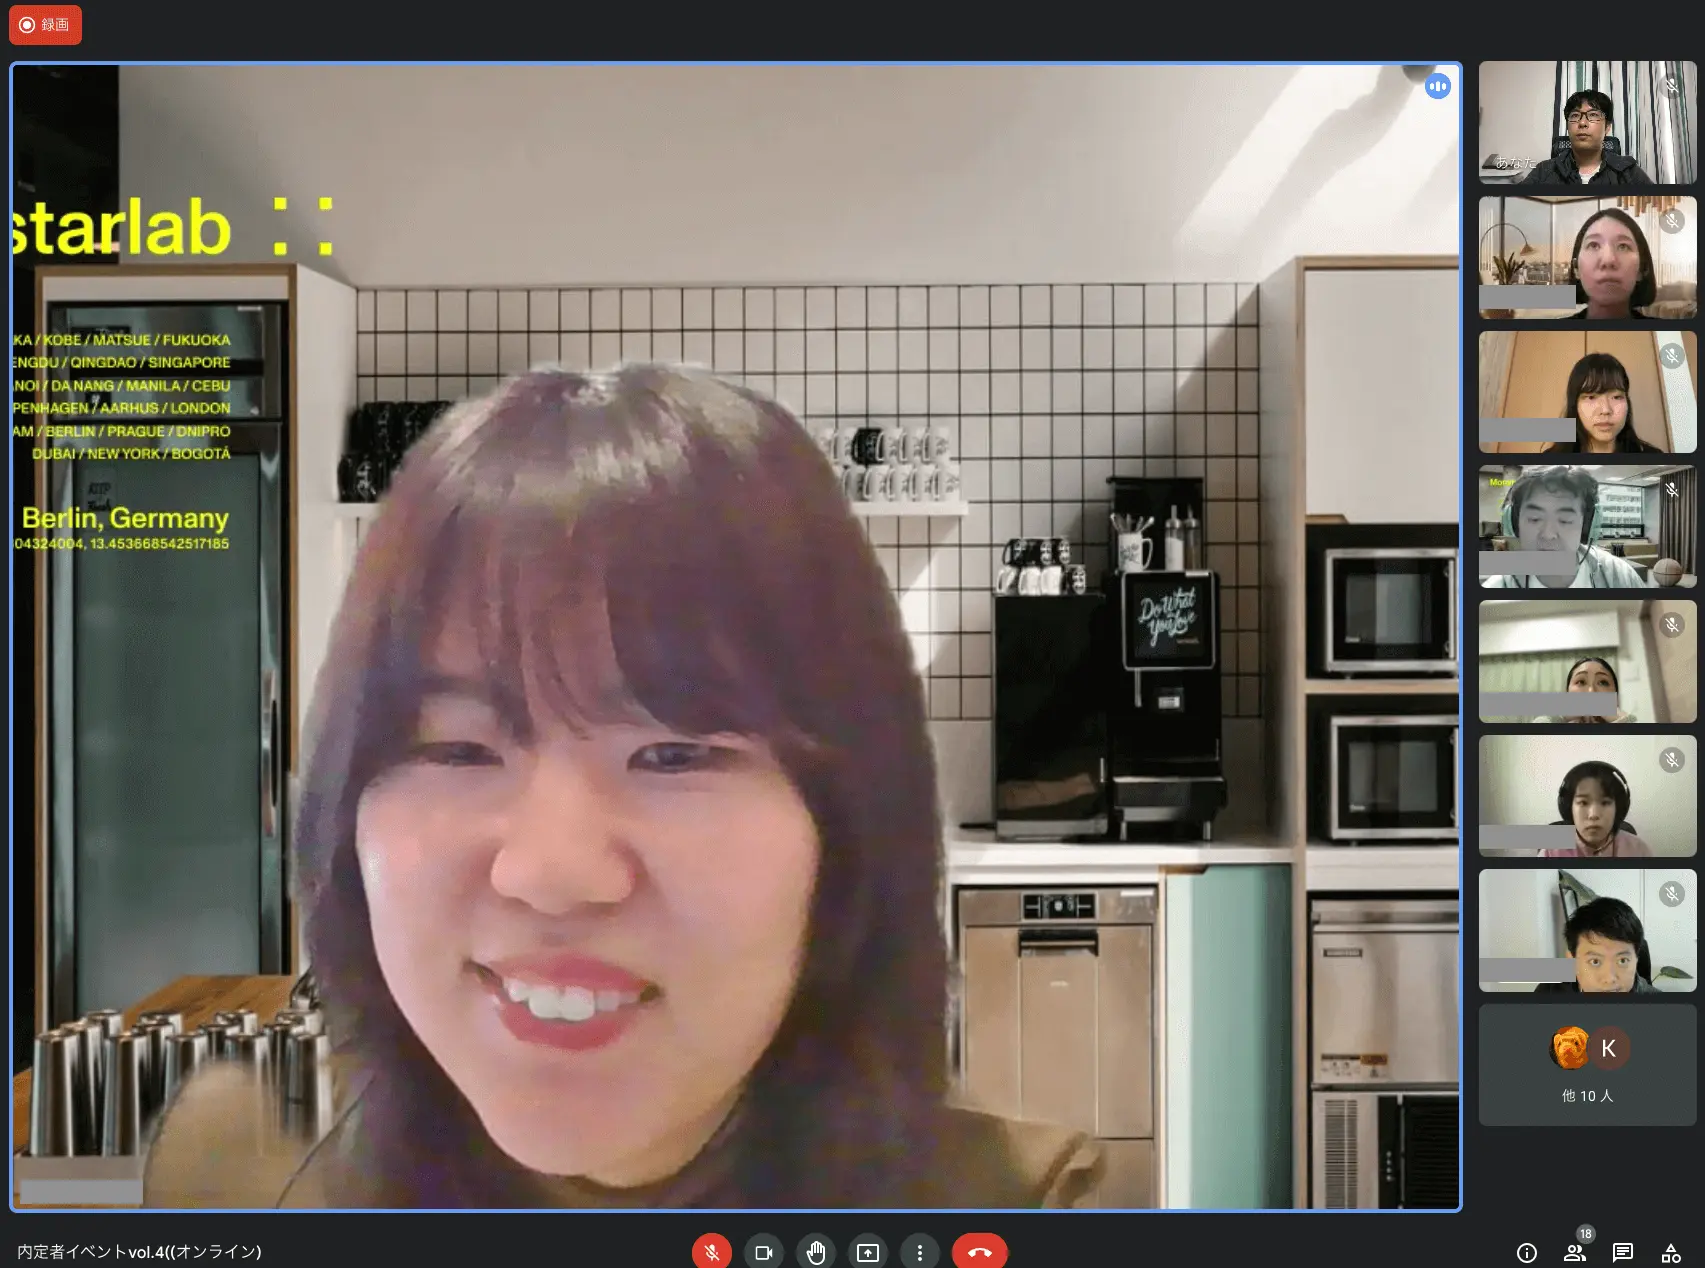 録画
starlab
KA / KOBE / MATSUE / FUKUOKA
ENGDU / QINGDAO / SINGAPORE
NOI / DA NANG / MANILA / CEBU
PENHAGEN / AARHUS / LONDON
AM / BERLIN / PRAGUE / DNIPRO
DUBAI / NEW YORK / BOGOTÁ
KEEP
Berlin, Germany
04324004, 13.453668542517185
Do What
You Love
あなた
K
他 10 人
内定者イベントvol.4((オンライン)
18